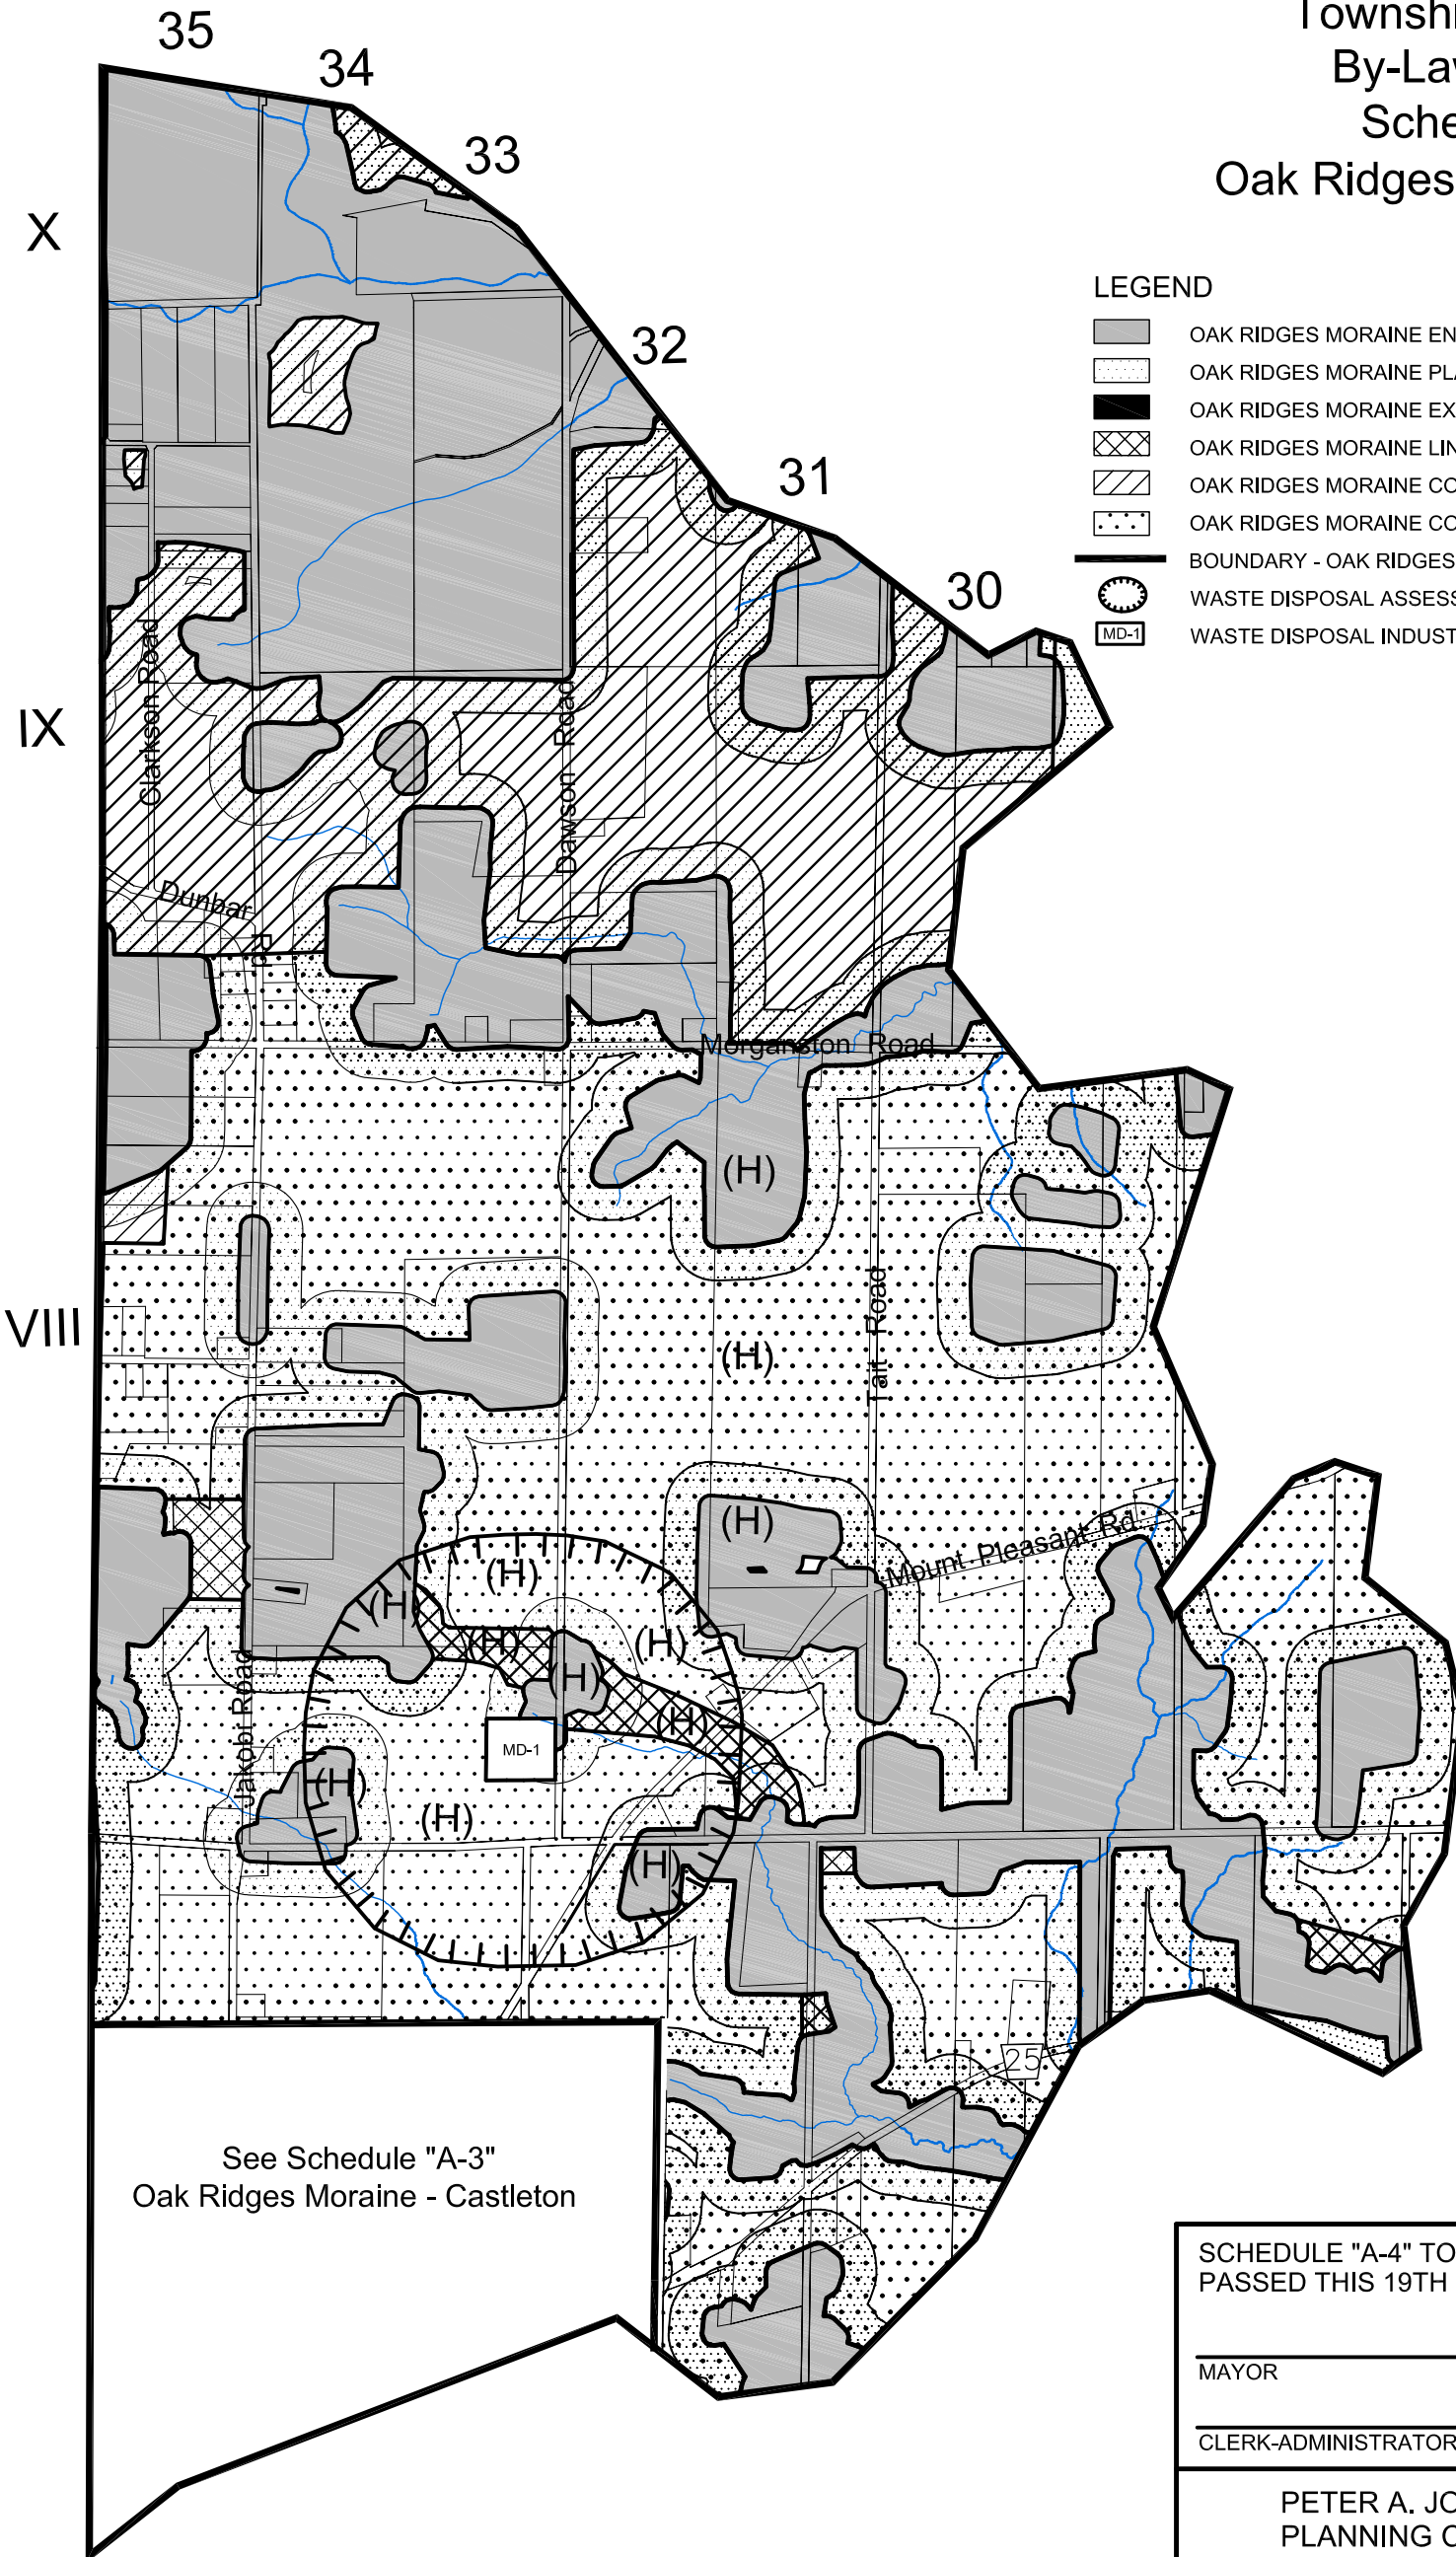 35
34
33
32
31
30
X
IX
VIII
Townshi
By-La
Sche
Oak Ridges
LEGEND
OAK RIDGES MORAINE EN
OAK RIDGES MORAINE PLA
OAK RIDGES MORAINE EX
OAK RIDGES MORAINE LIN
OAK RIDGES MORAINE CO
OAK RIDGES MORAINE CO
BOUNDARY - OAK RIDGES
WASTE DISPOSAL ASSESS
MD-1 WASTE DISPOSAL INDUST
Clarkson Road
Dawson Road
Dunbar Rd
Morganston Road
(H)
Tait Road
(H)
(H)
Mount Pleasant Rd
(H)
(H)
(H)
(H)
(H)
(H)
Jakobi Road
MD-1
(H)
(H)
(H)
25
See Schedule "A-3"
Oak Ridges Moraine - Castleton
SCHEDULE "A-4" TO
PASSED THIS 19TH
MAYOR
CLERK-ADMINISTRATOR
PETER A. JO
PLANNING C